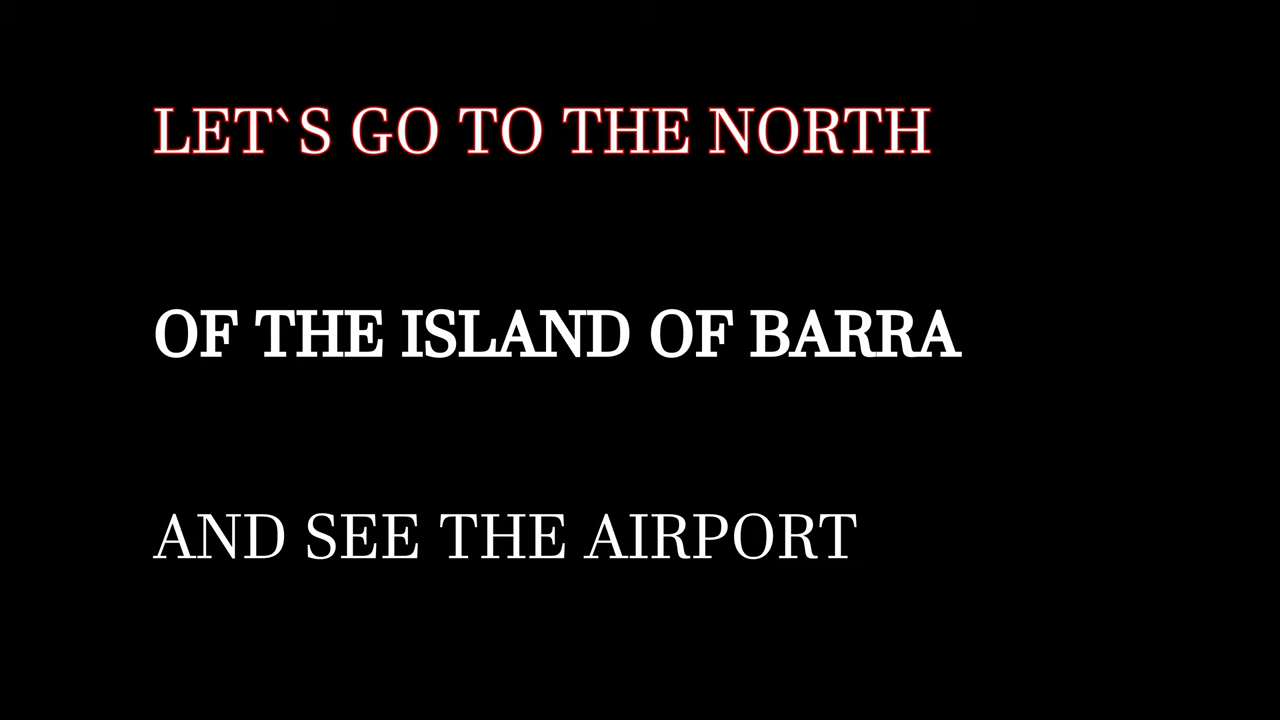 LET`S GO TO THE NORTH
OF THE ISLAND OF BARRA
AND SEE THE AIRPORT